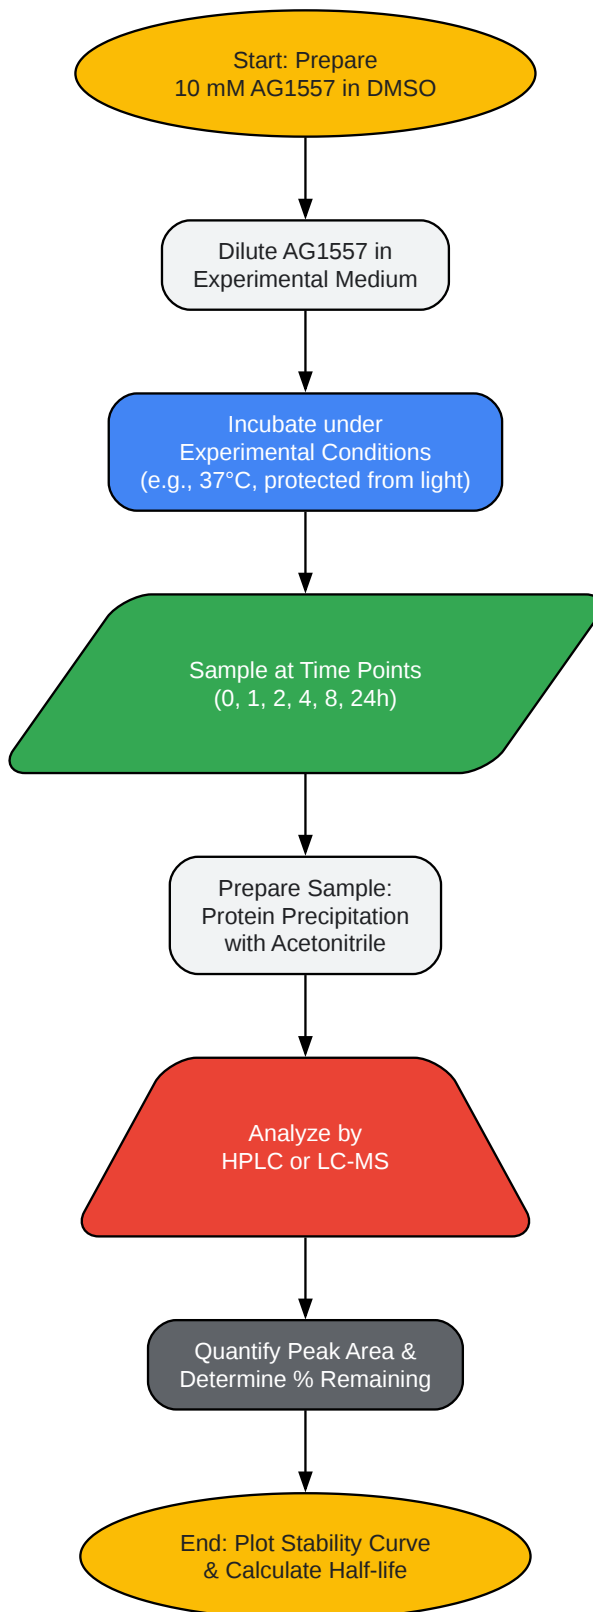 Start: Prepare
10 mM AG1557 in DMSO
Dilute AG1557 in
Experimental Medium
Incubate under
Experimental Conditions
(e.g., 37°C, protected from light)
Sample at Time Points
(0, 1, 2, 4, 8, 24h)
Prepare Sample:
Protein Precipitation
with Acetonitrile
Analyze by
HPLC or LC-MS
Quantify Peak Area &
Determine % Remaining
End: Plot Stability Curve
& Calculate Half-life